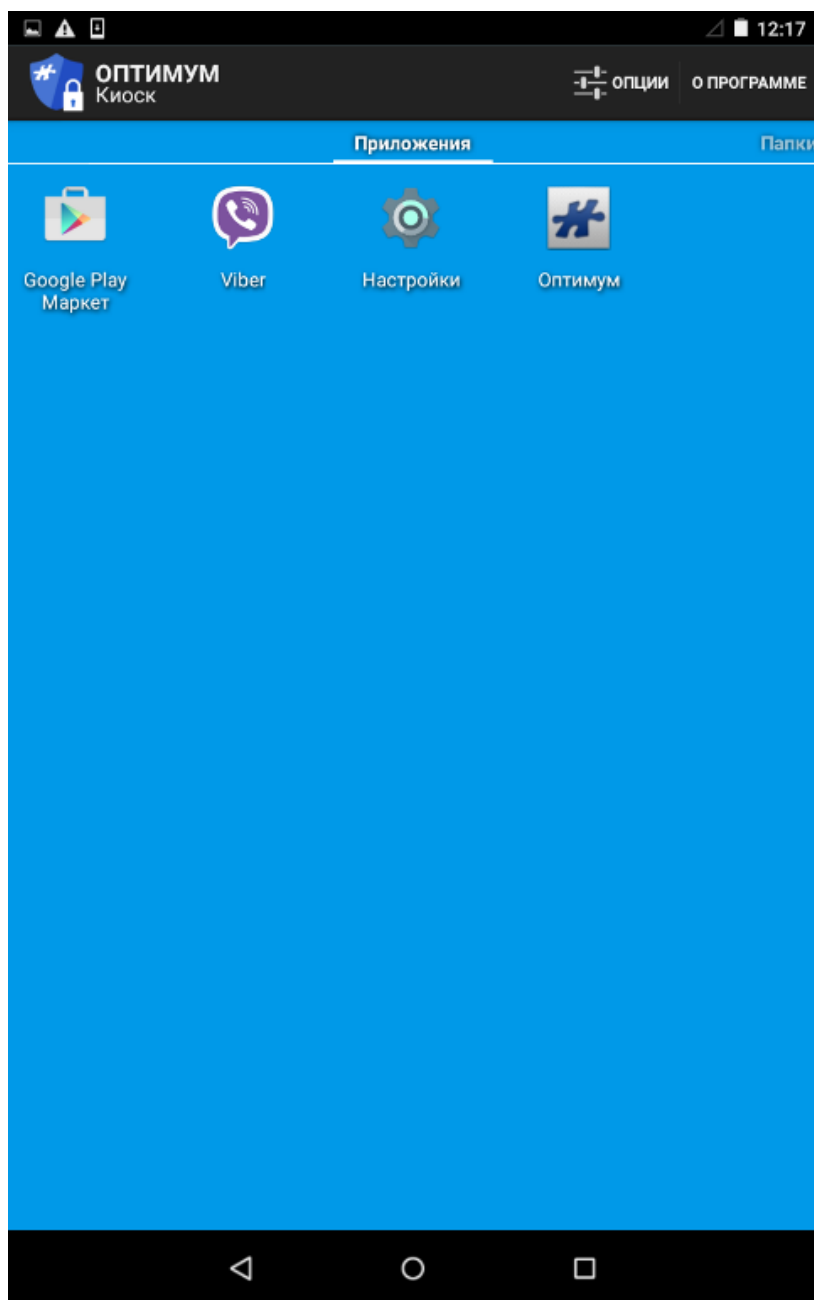 12:17
ОПТИМУМ
Киоск
ОПЦИИ
О ПРОГРАММЕ
Приложения
Папки
Google Play
Маркет
Viber
Настройки
Оптимум